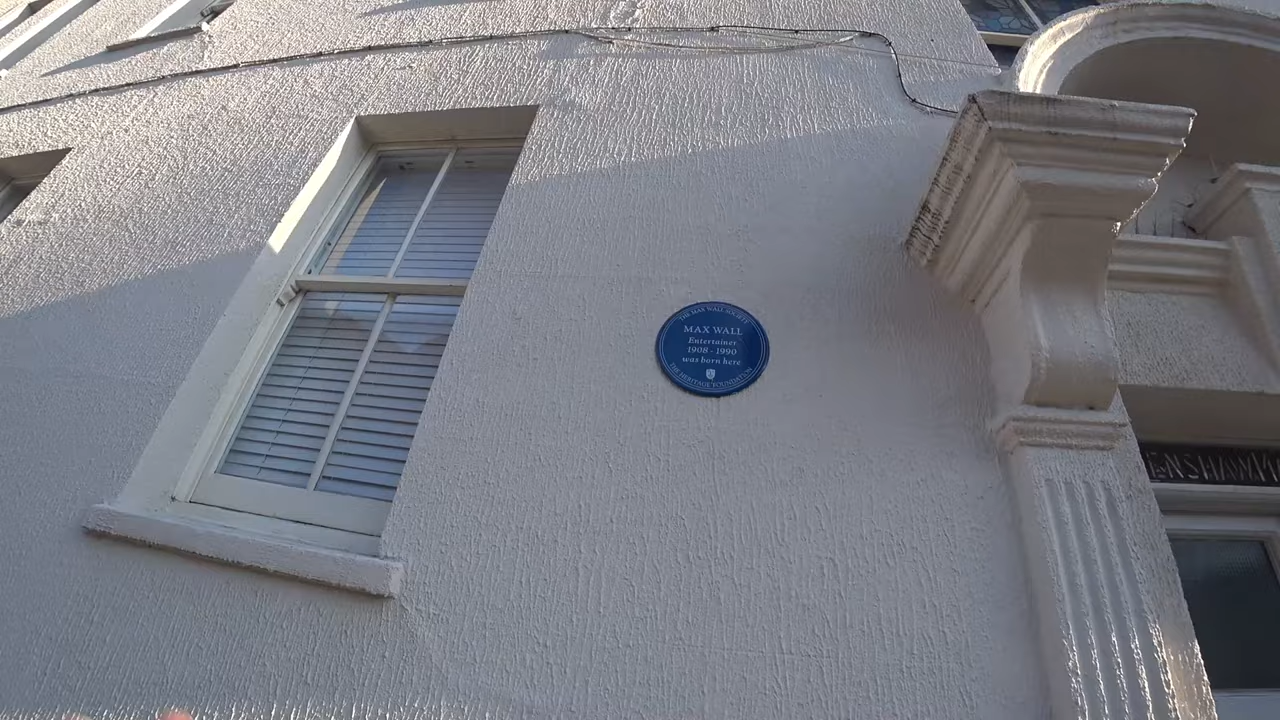 THE MAX WALL SOCIETY
MAX WALL
Entertainer
1908 - 1990
was born here
THE HERITAGE FOUNDATION